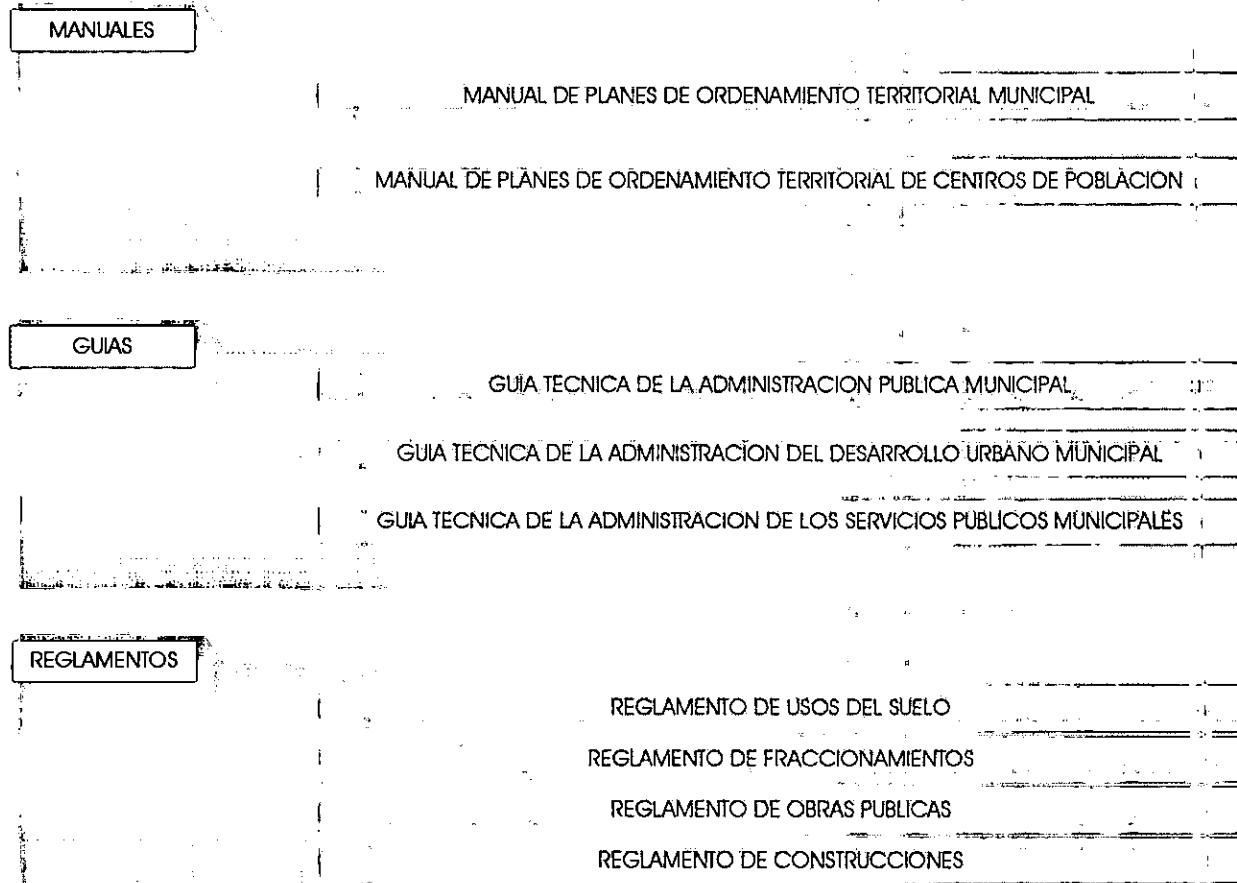 MANUALES
MANUAL DE PLANES DE ORDENAMIENTO TERRITORIAL MUNICIPAL
MANUAL DE PLANES DE ORDENAMIENTO TERRITORIAL DE CENTROS DE POBLACION
GUIAS
GUIA TECNICA DE LA ADMINISTRACION PUBLICA MUNICIPAL
GUIA TECNICA DE LA ADMINISTRACION DEL DESARROLLO URBANO MUNICIPAL
GUIA TECNICA DE LA ADMINISTRACION DE LOS SERVICIOS PUBLICOS MUNICIPALES
REGLAMENTOS
REGLAMENTO DE USOS DEL SUELO
REGLAMENTO DE FRACCIONAMIENTOS
REGLAMENTO DE OBRAS PUBLICAS
REGLAMENTO DE CONSTRUCCIONES